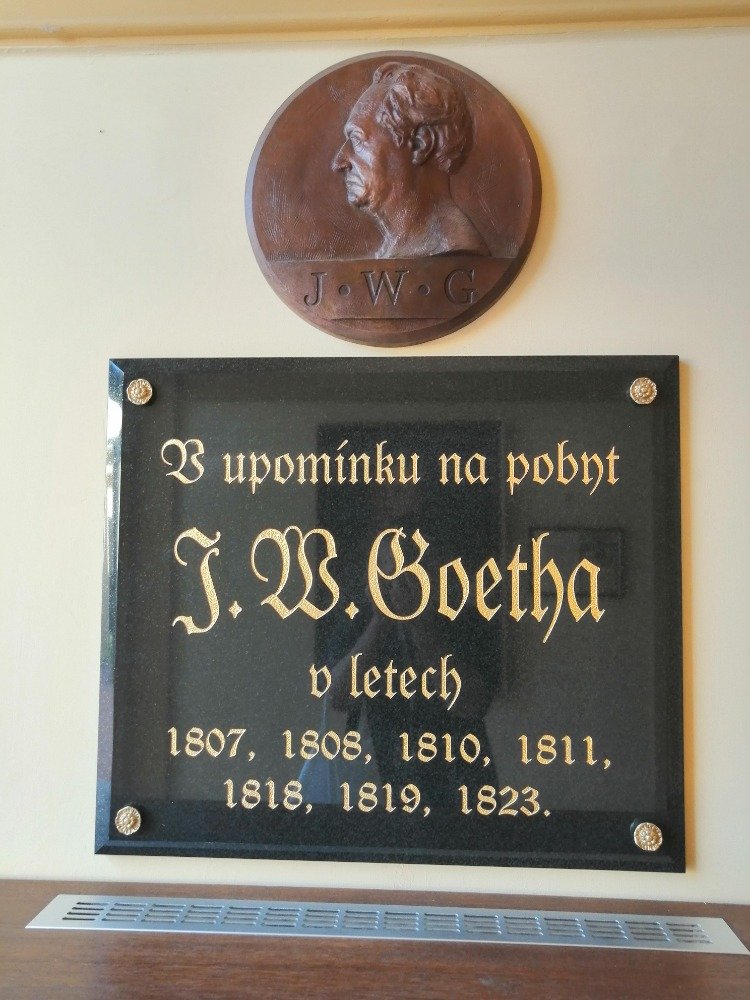 J · W · G
V upomínku na pobyt
J. W. Goetha
v letech
1807, 1808, 1810, 1811,
1818, 1819, 1823.